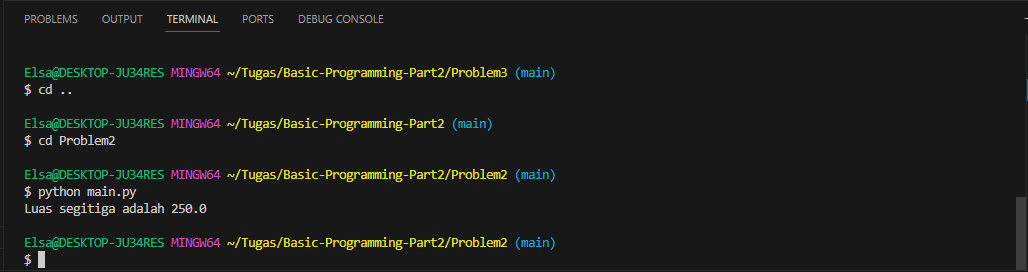 PROBLEMS OUTPUT TERMINAL PORTS DEBUG CONSOLE
Elsa@DESKTOP-JU34RES MINGW64 ~/Tugas/Basic-Programming-Part2/Problem3 (main)
$ cd ..
Elsa@DESKTOP-JU34RES MINGW64 ~/Tugas/Basic-Programming-Part2 (main)
$ cd Problem2
Elsa@DESKTOP-JU34RES MINGW64 ~/Tugas/Basic-Programming-Part2/Problem2 (main)
$ python main.py
Luas segitiga adalah 250.0
Elsa@DESKTOP-JU34RES MINGW64 ~/Tugas/Basic-Programming-Part2/Problem2 (main)
$